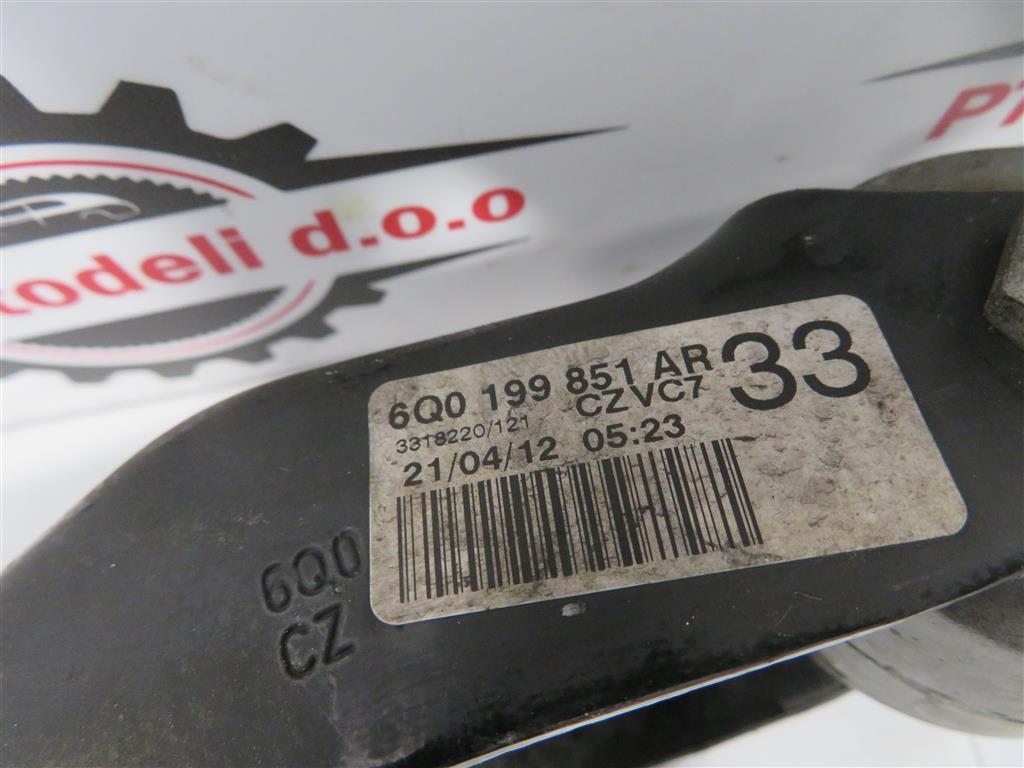 odeli d.o.o
6Q0 199 851 AR
33
CZVC7
3318220/121
21/04/12 05:23
6Q0
CZ